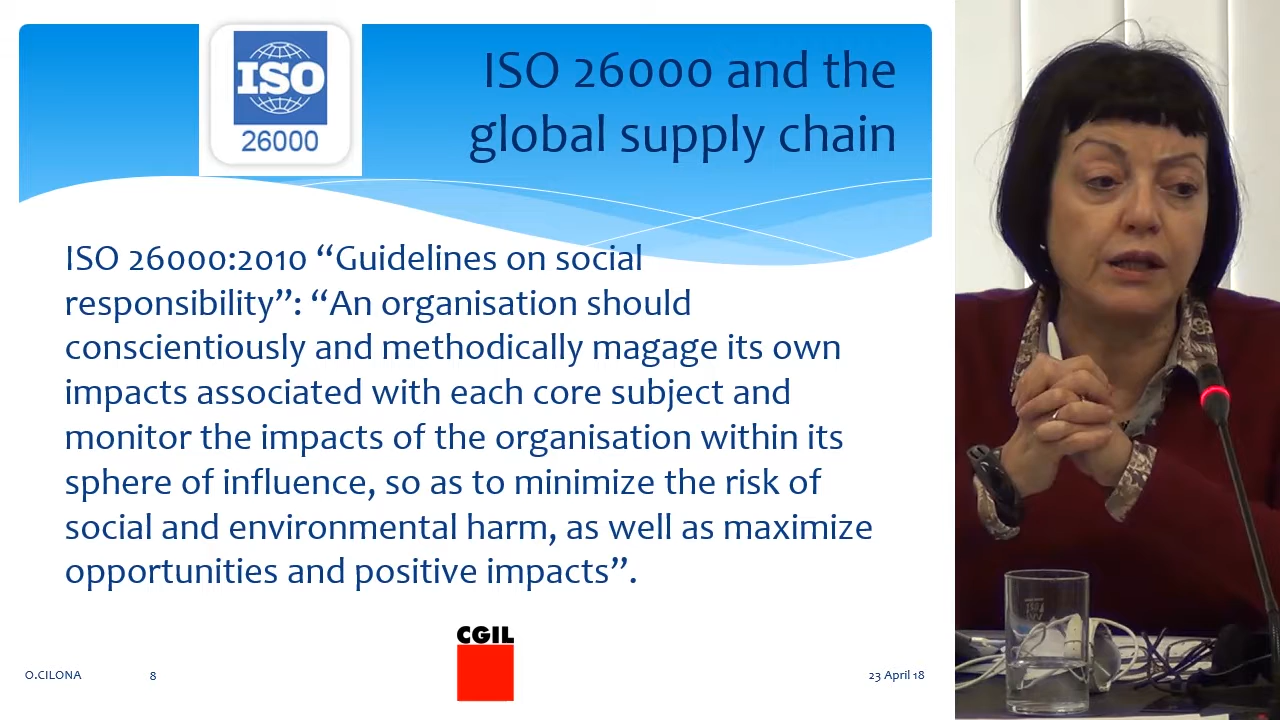 ISO
26000
ISO 26000 and the
global supply chain
ISO 26000:2010 “Guidelines on social
responsibility”: “An organisation should
conscientiously and methodically magage its own
impacts associated with each core subject and
monitor the impacts of the organisation within its
sphere of influence, so as to minimize the risk of
social and environmental harm, as well as maximize
opportunities and positive impacts”.
CGIL
O.CILONA
8
23 April 18